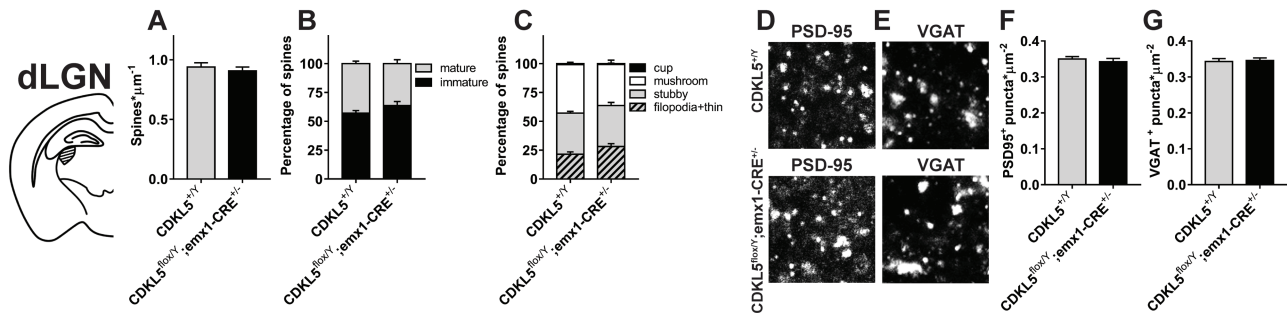 dLGN
A
Spines*µm-1
1.0
0.5
0.0
CDKL5+/Y
CDKL5flox/Y;emx1-CRE+/-
B
Percentage of spines
100
75
50
25
0
mature
immature
CDKL5+/Y
CDKL5flox/Y;emx1-CRE+/-
C
Percentage of spines
100
75
50
25
0
cup
mushroom
stubby
filopodia+thin
CDKL5+/Y
CDKL5flox/Y;emx1-CRE+/-
D
PSD-95
E
VGAT
CDKL5+/Y
PSD-95
VGAT
CDKL5flox/Y;emx1-CRE+/-
F
PSD95+ puncta*µm-2
0.4
0.3
0.2
0.1
0.0
CDKL5+/Y
CDKL5flox/Y;emx1-CRE+/-
G
VGAT + puncta*µm-2
0.4
0.3
0.2
0.1
0.0
CDKL5+/Y
CDKL5flox/Y;emx1-CRE+/-